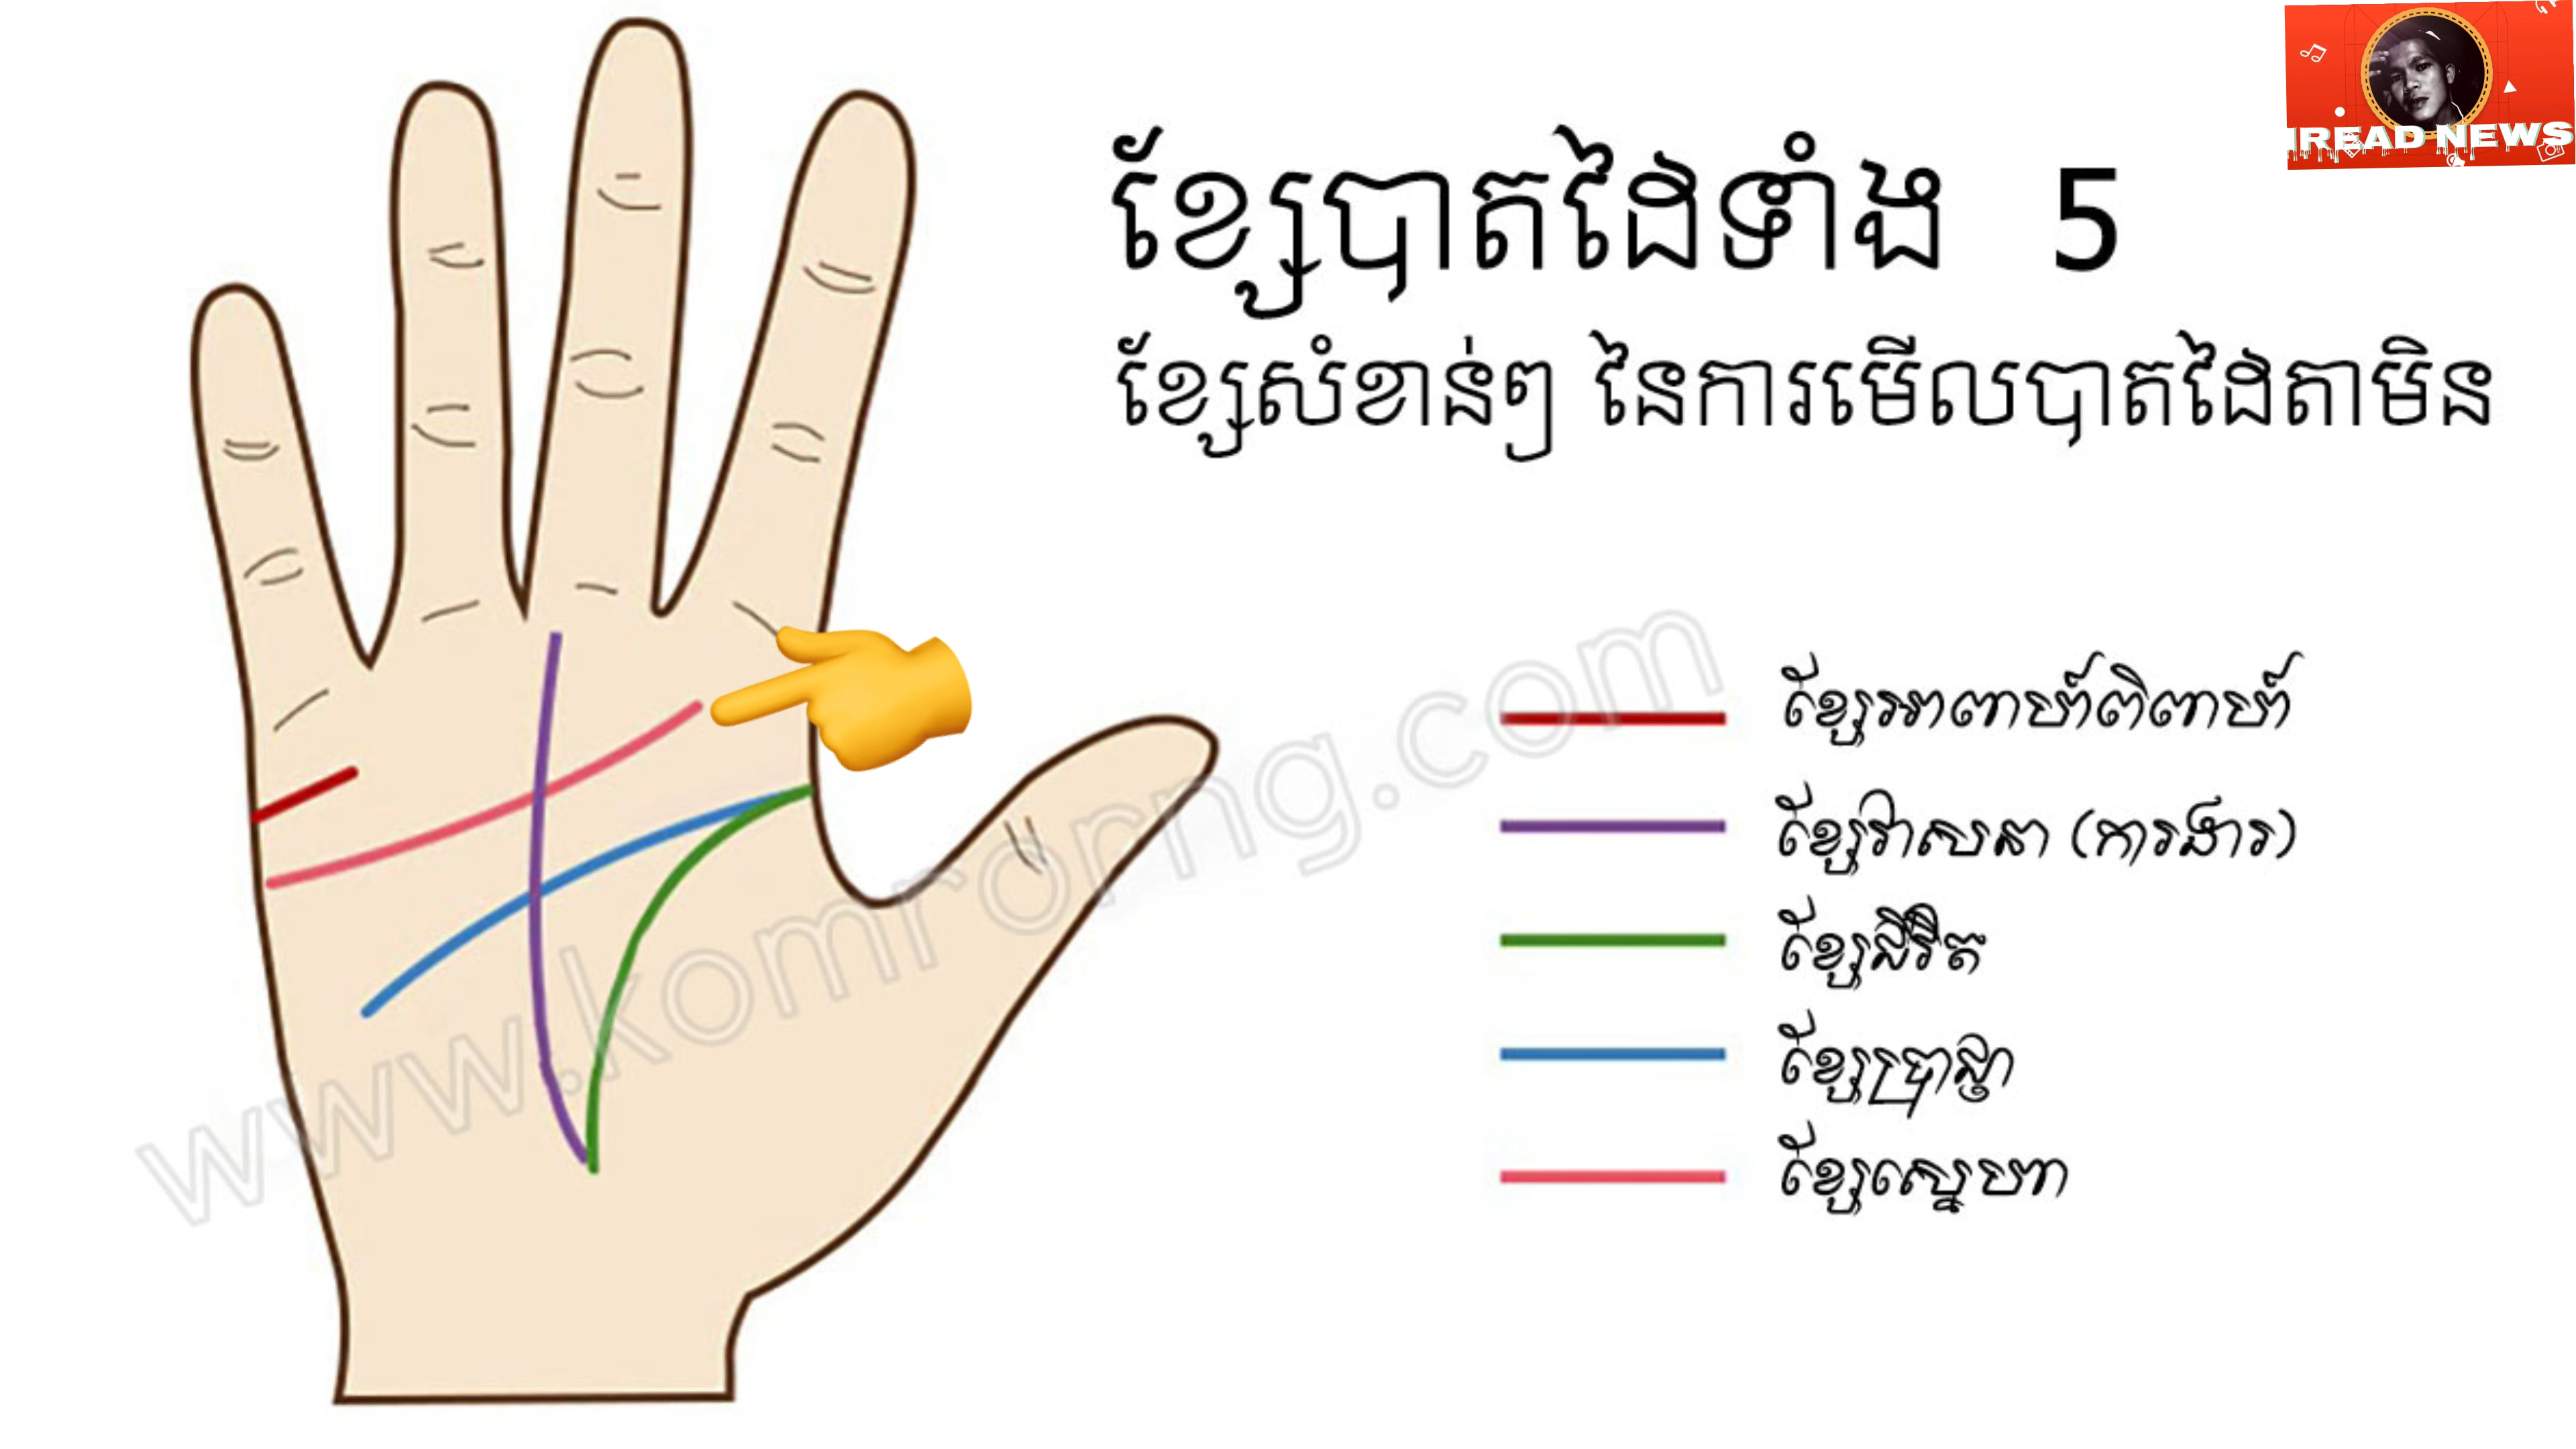 IREAD NEWS
ខ្សែបាតដៃទាំង 5
ខ្សែសំខាន់ៗ នៃការមើលបាតដៃតាមិន
ខ្សែអាពាហ៍ពិពាហ៍
ខ្សែវាសនា (ការងារ)
ខ្សែជីវិត
ខ្សែប្រាជ្ញា
ខ្សែស្នេហា
www.komrorng.com